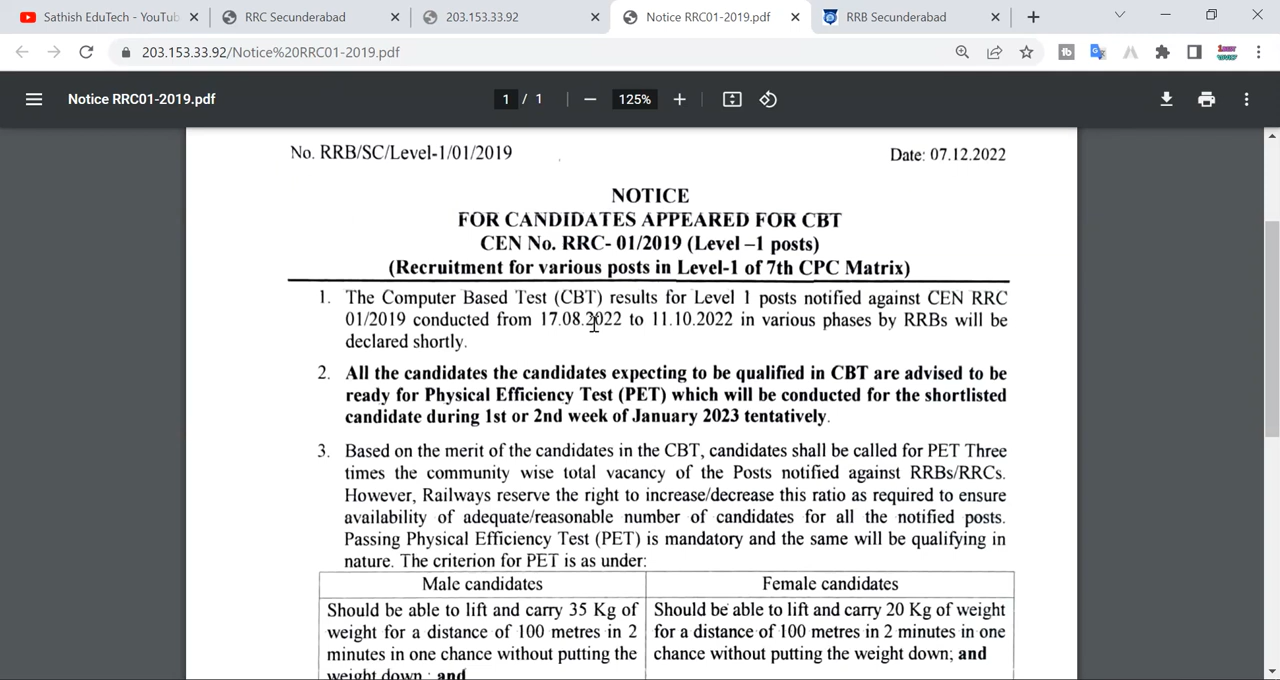 Sathish EduTech - YouTu
RRC Secunderabad
203.153.33.92
Notice RRC01-2019.pdf
RRB Secunderabad
203.153.33.92/Notice%20RRC01-2019.pdf
Notice RRC01-2019.pdf
1 / 1
125%
No. RRB/SC/Level-1/01/2019
Date: 07.12.2022
NOTICE
FOR CANDIDATES APPEARED FOR CBT
CEN No. RRC- 01/2019 (Level –1 posts)
(Recruitment for various posts in Level-1 of 7th CPC Matrix)
1. The Computer Based Test (CBT) results for Level 1 posts notified against CEN RRC
01/2019 conducted from 17.08.2022 to 11.10.2022 in various phases by RRBs will be
declared shortly.
2. All the candidates the candidates expecting to be qualified in CBT are advised to be
ready for Physical Efficiency Test (PET) which will be conducted for the shortlisted
candidate during 1st or 2nd week of January 2023 tentatively.
3. Based on the merit of the candidates in the CBT, candidates shall be called for PET Three
times the community wise total vacancy of the Posts notified against RRBs/RRCs.
However, Railways reserve the right to increase/decrease this ratio as required to ensure
availability of adequate/reasonable number of candidates for all the notified posts.
Passing Physical Efficiency Test (PET) is mandatory and the same will be qualifying in
nature. The criterion for PET is as under:
Male candidates
Female candidates
Should be able to lift and carry 35 Kg of
weight for a distance of 100 metres in 2
minutes in one chance without putting the
weight down ; and
Should be able to lift and carry 20 Kg of weight
for a distance of 100 metres in 2 minutes in one
chance without putting the weight down; and